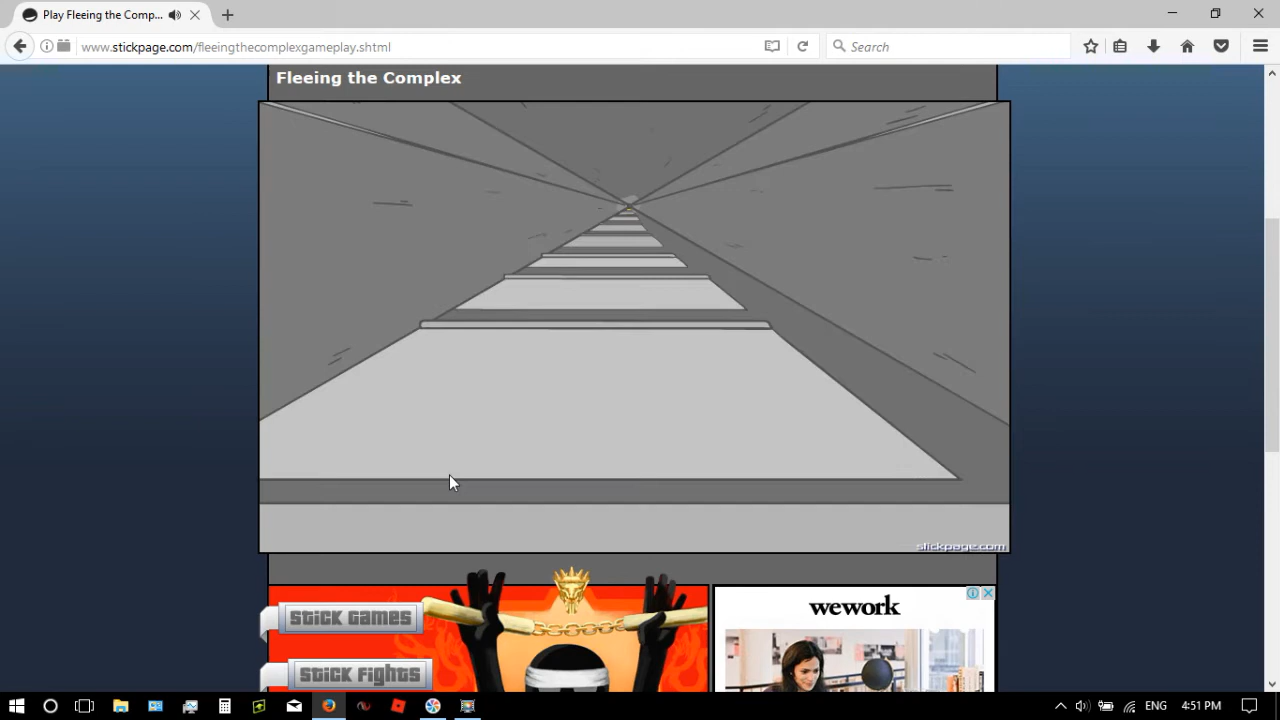 Play Fleeing the Comp...
www.stickpage.com/fleeingthecomplexgameplay.shtml
Search
Fleeing the Complex
stickpage.com
STICK GAMES
STICK FIGHTS
wework
ENG
4:51 PM